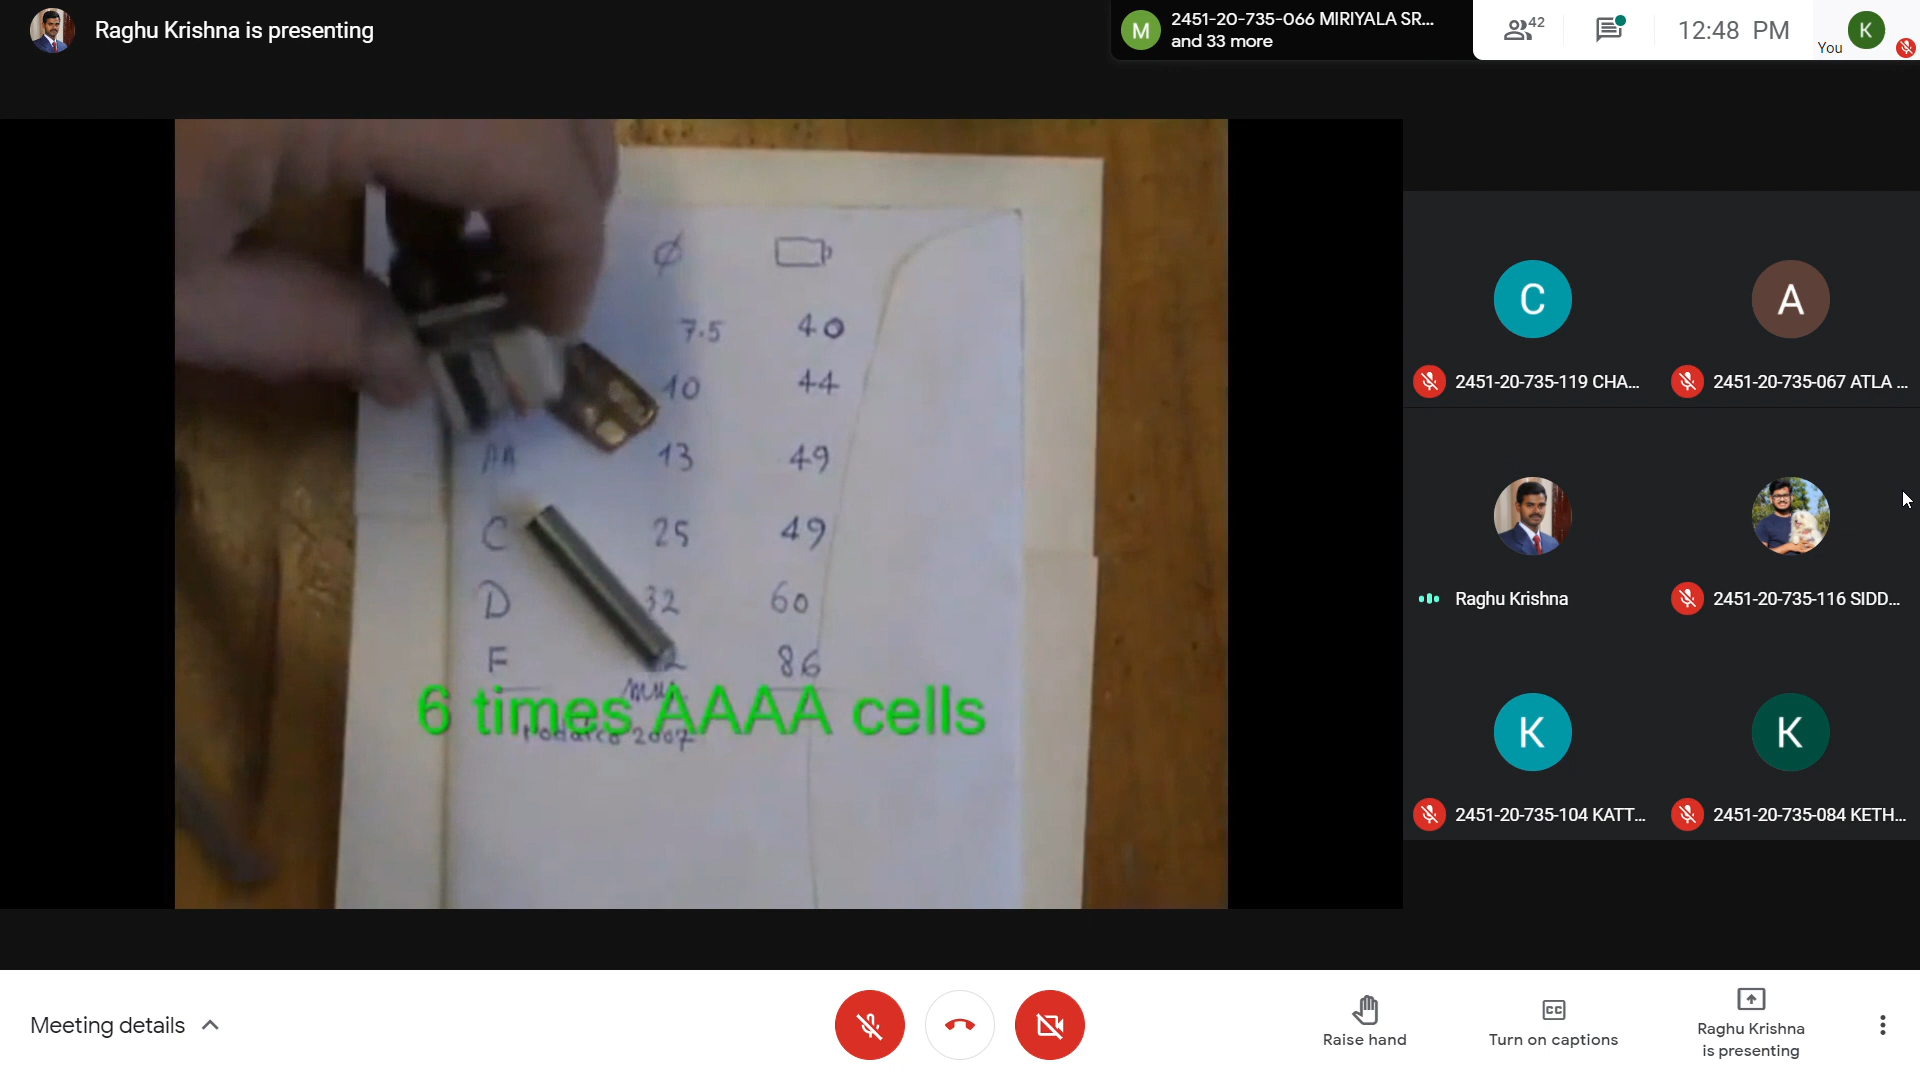 Raghu Krishna is presenting
M
2451-20-735-066 MIRIYALA SR...
and 33 more
42
12:48 PM
You
K
Ø
7.5 40
10 44
AA 13 49
C 25 49
D 32 60
F 86
6 times AAAA cells
2007
C
2451-20-735-119 CHA...
A
2451-20-735-067 ATLA ...
Raghu Krishna
2451-20-735-116 SIDD...
K
2451-20-735-104 KATT...
K
2451-20-735-084 KETH...
Meeting details
Raise hand
CC
Turn on captions
Raghu Krishna
is presenting